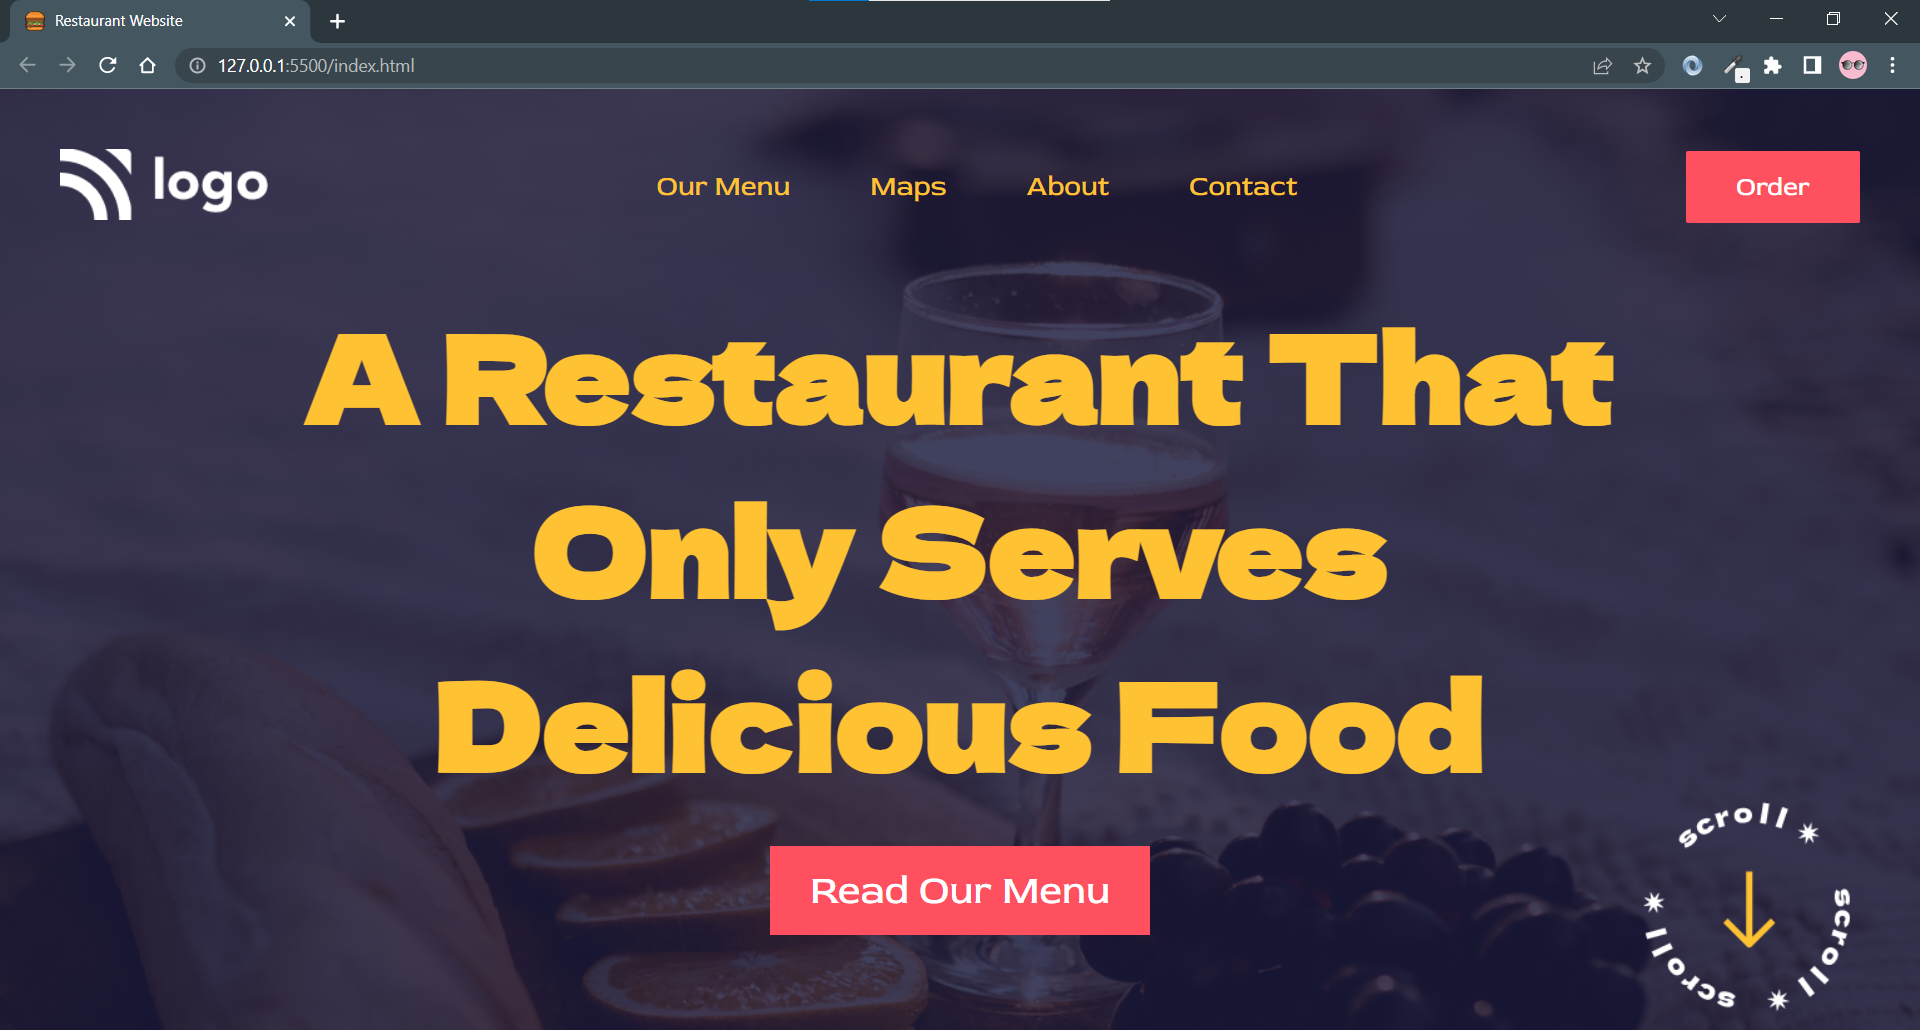 Restaurant Website
127.0.0.1:5500/index.html
logo
Our Menu
Maps
About
Contact
Order
A Restaurant That
Only Serves
Delicious Food
Read Our Menu
scroll ✷ scroll ✷ scroll ✷